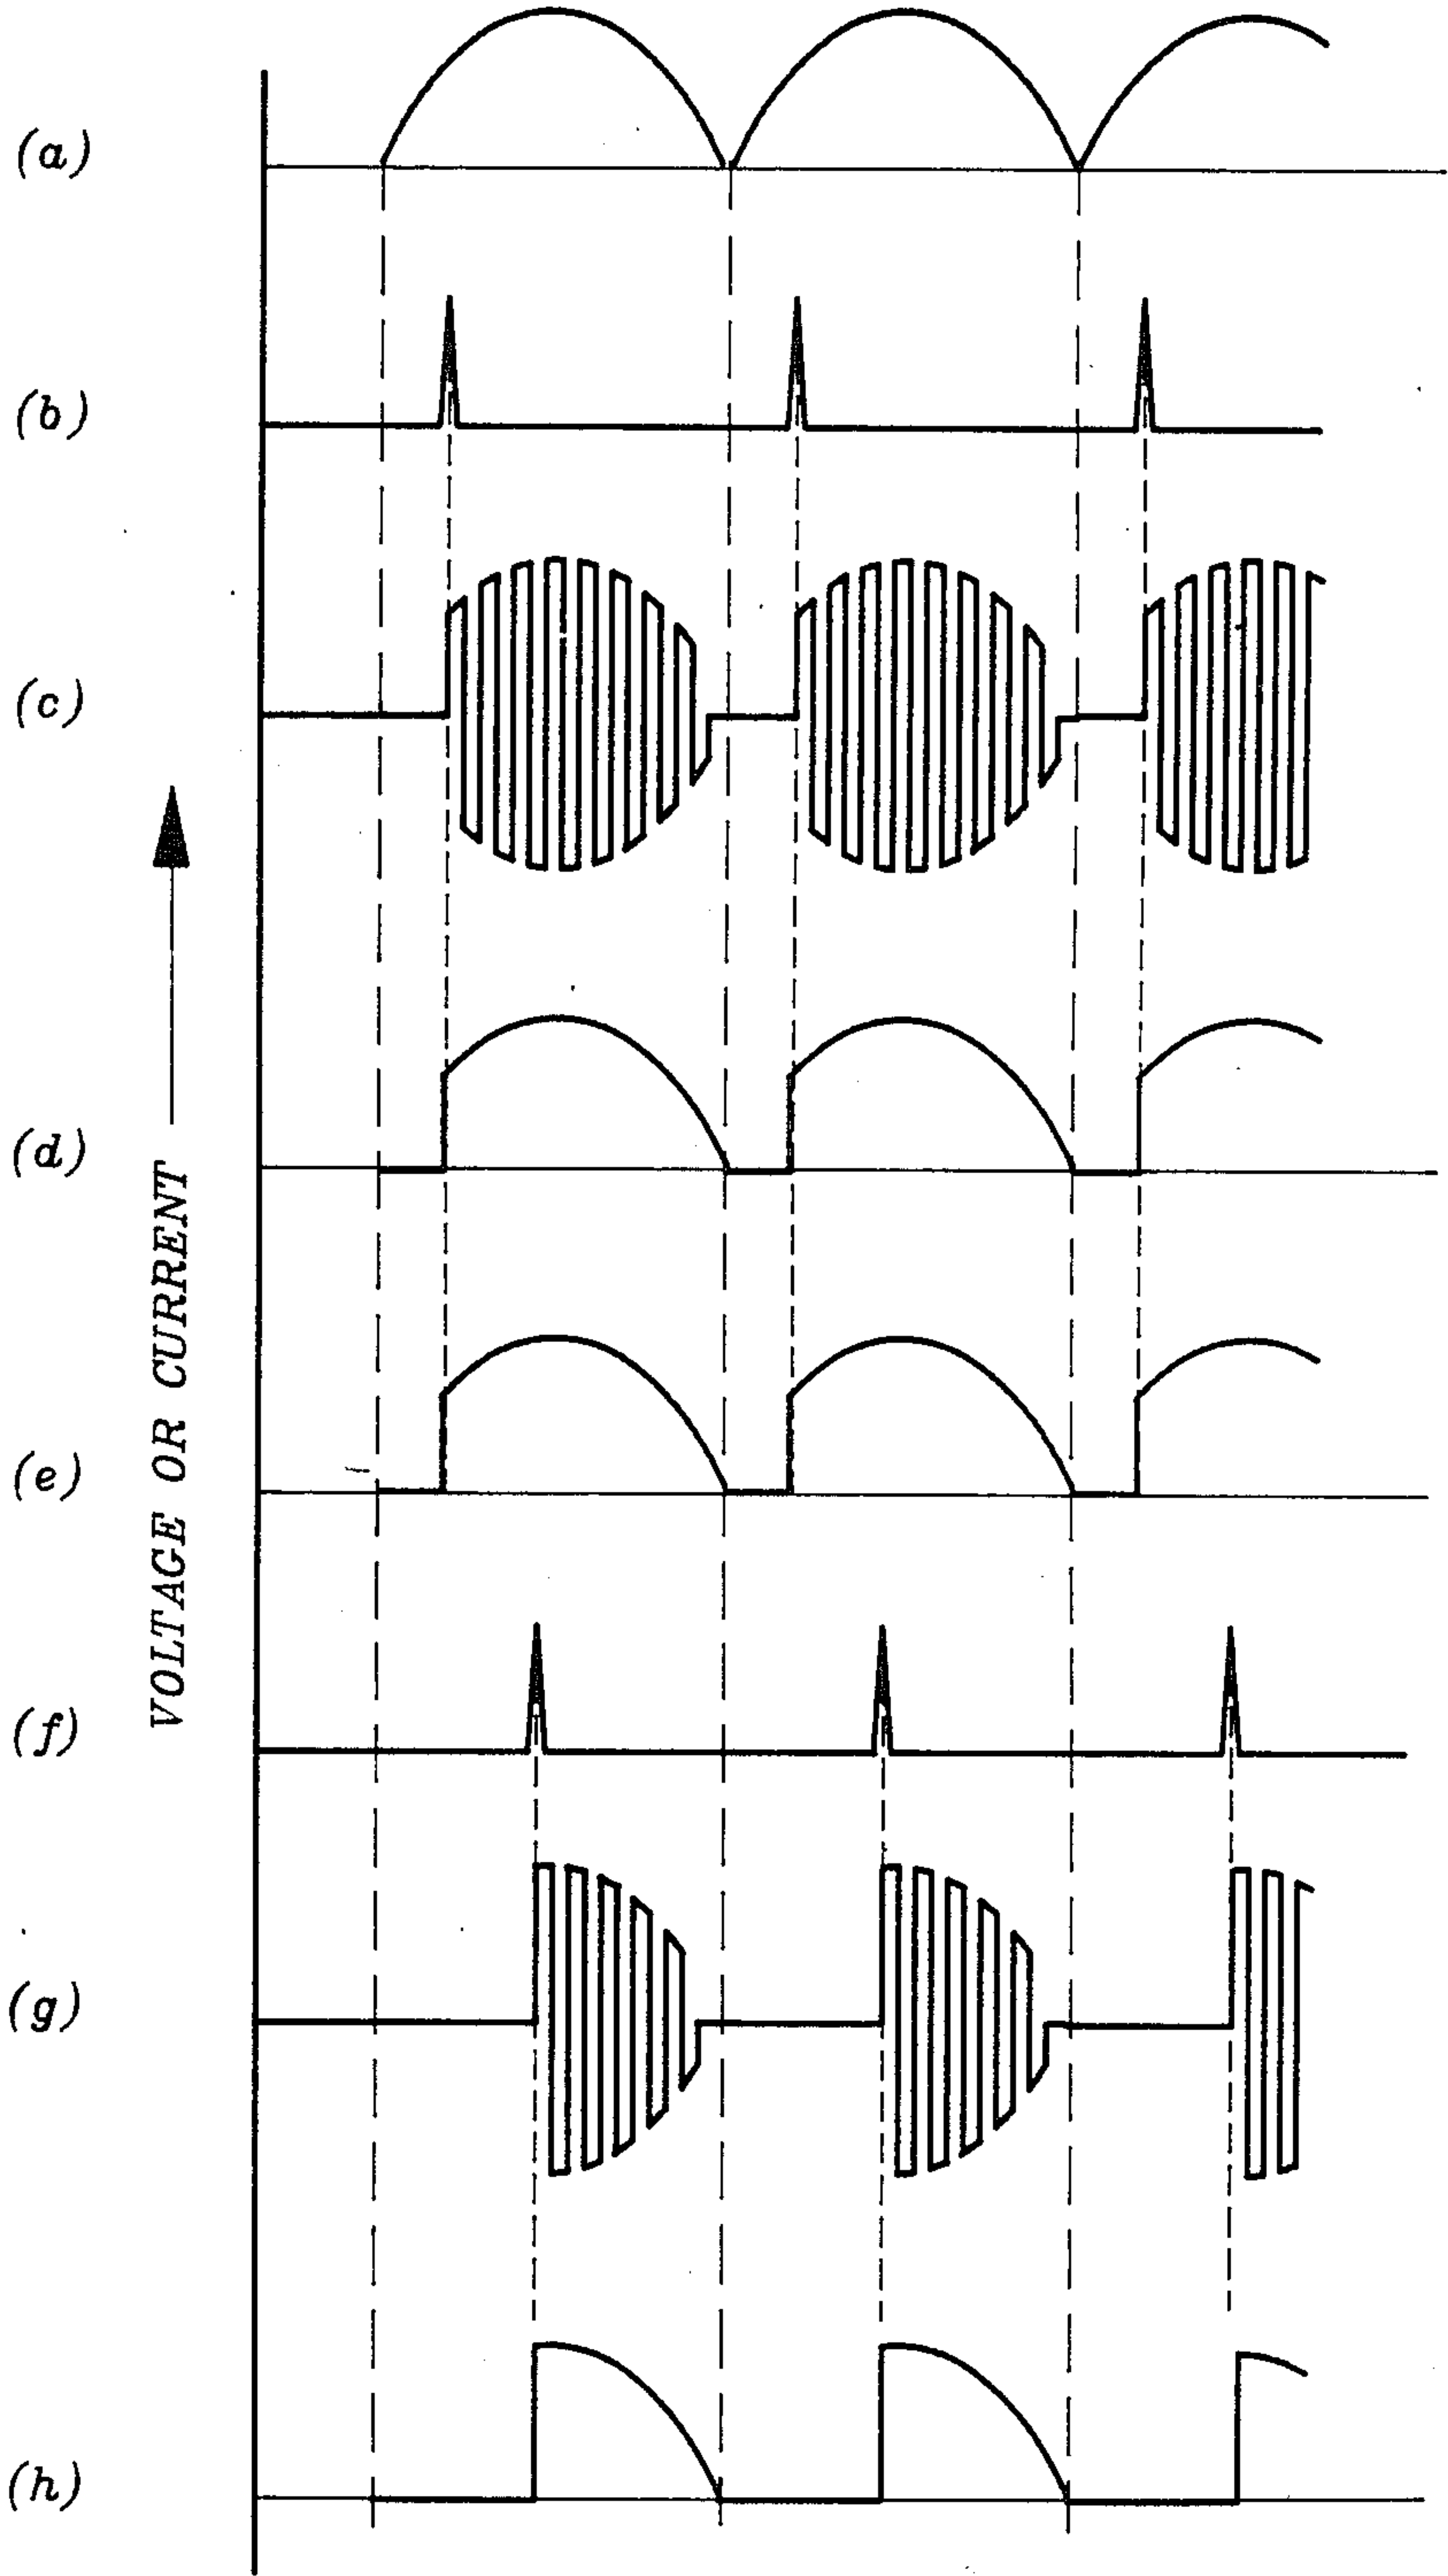 (a)
(b)
(c)
(d)
(e)
(f)
(g)
(h)
VOLTAGE OR CURRENT